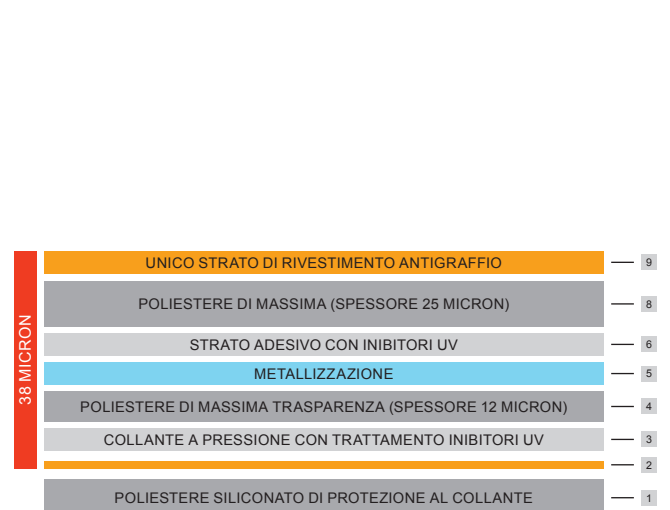 UNICO STRATO DI RIVESTIMENTO ANTIGRAFFIO 9
POLIESTERE DI MASSIMA (SPESSORE 25 MICRON) 8
STRATO ADESIVO CON INIBITORI UV 6
METALLIZZAZIONE 5
POLIESTERE DI MASSIMA TRASPARENZA (SPESSORE 12 MICRON) 4
COLLANTE A PRESSIONE CON TRATTAMENTO INIBITORI UV 3
2
POLIESTERE SILICONATO DI PROTEZIONE AL COLLANTE 1
38 MICRON